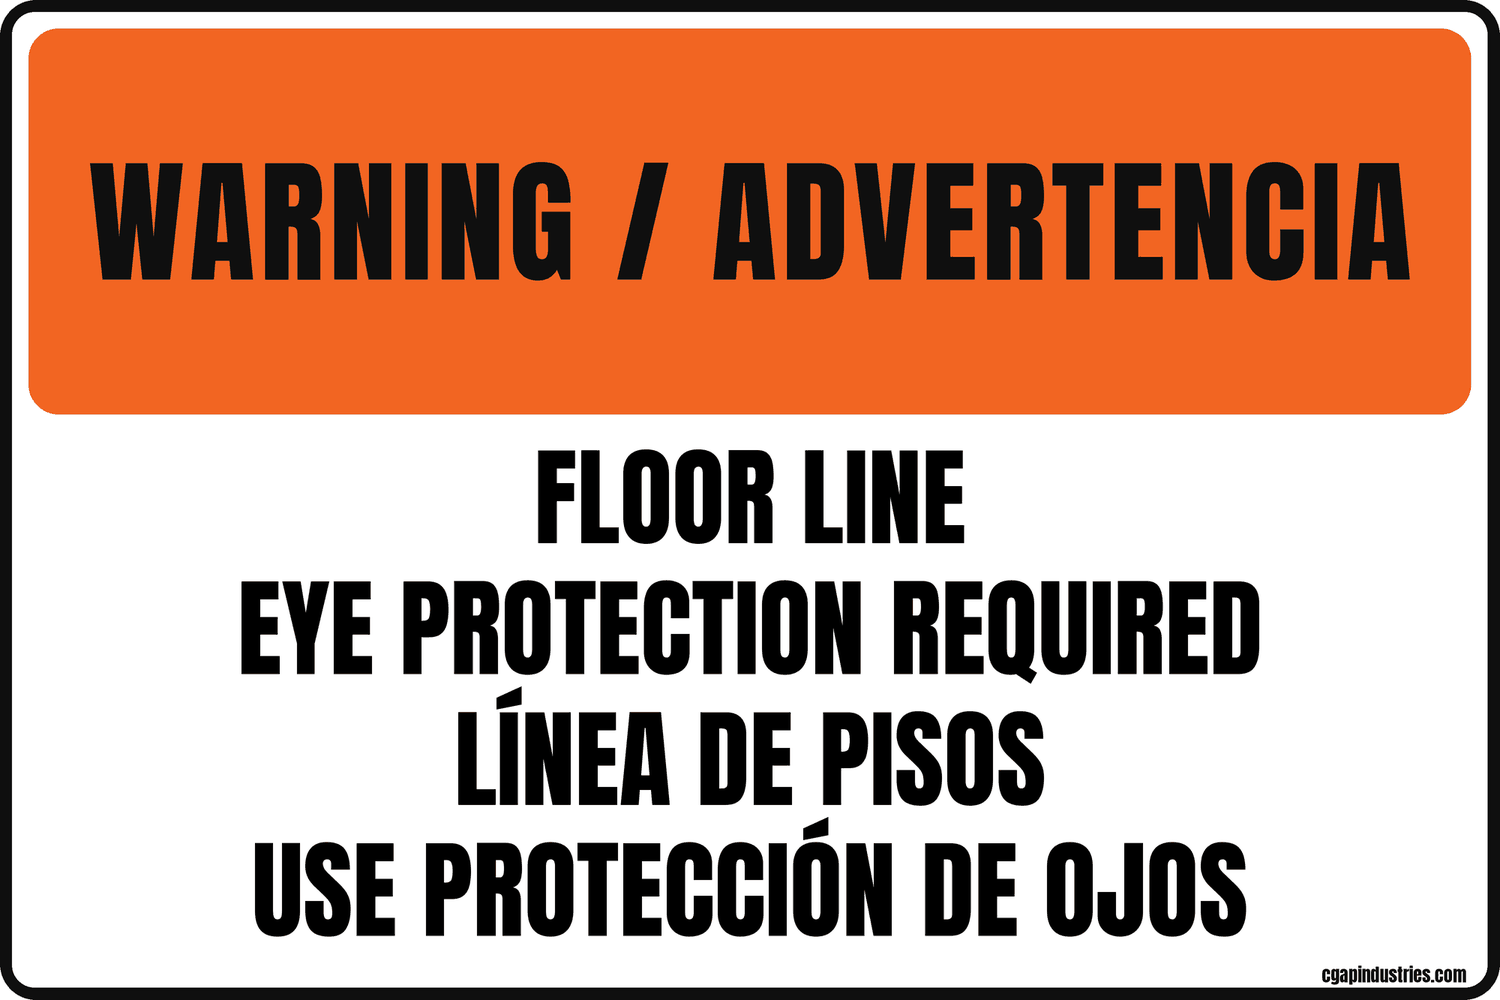 WARNING / ADVERTENCIA
FLOOR LINE
EYE PROTECTION REQUIRED
LÍNEA DE PISOS
USE PROTECCIÓN DE OJOS
cgapindustries.com